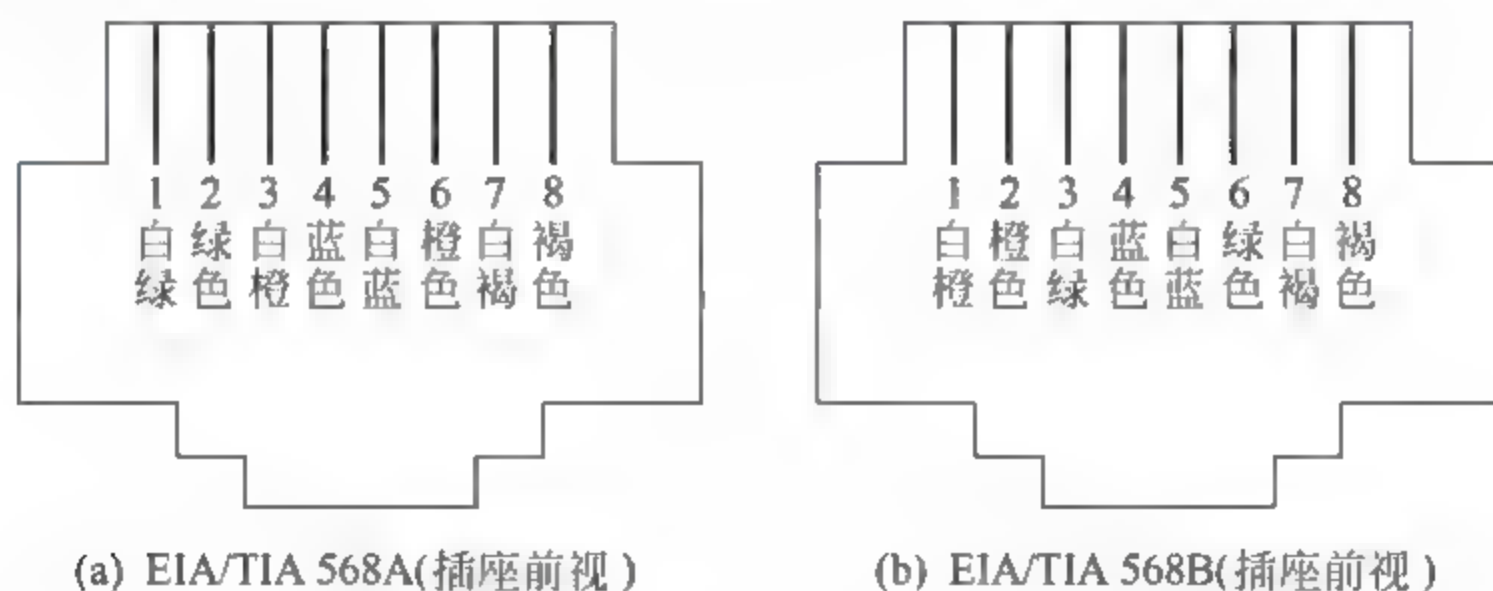 1 2 3 4 5 6 7 8
白绿 绿色 白橙 蓝色 白蓝 橙色 白褐 褐色
(a) EIA/TIA 568A(插座前视)
1 2 3 4 5 6 7 8
白橙 橙色 白绿 蓝色 白蓝 绿色 白褐 褐色
(b) EIA/TIA 568B(插座前视)